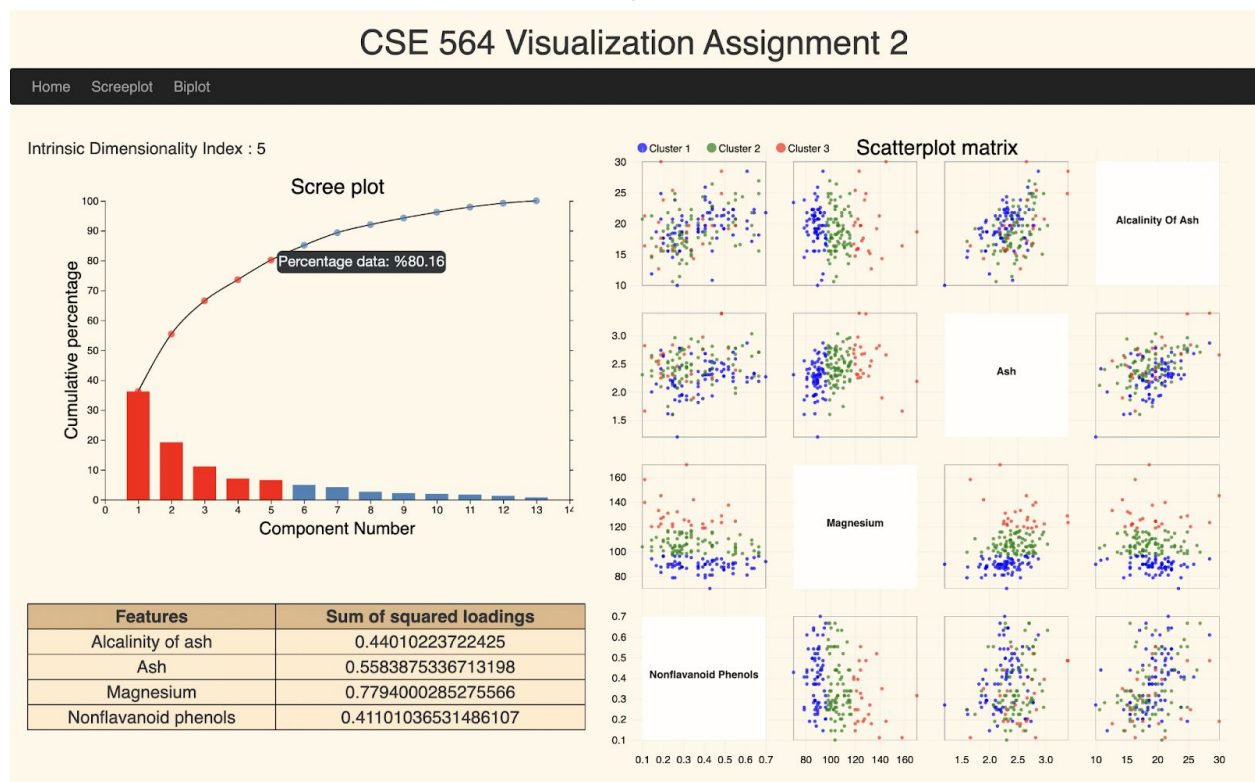 CSE 564 Visualization Assignment 2
Home Screeplot Biplot
Intrinsic Dimensionality Index : 5
Scree plot
100
90
80
70
60
50
40
30
20
10
0
Cumulative percentage
Percentage data: %80.16
0 1 2 3 4 5 6 7 8 9 10 11 12 13 14
Component Number
Features Sum of squared loadings
Alcalinity of ash 0.44010223722425
Ash 0.5583875336713198
Magnesium 0.7794000285275566
Nonflavanoid phenols 0.41101036531486107
Cluster 1 Cluster 2 Cluster 3
Scatterplot matrix
30
25
20
15
10
Alcalinity Of Ash
3.0
2.5
2.0
1.5
Ash
160
140
120
100
80
Magnesium
0.7
0.6
0.5
0.4
0.3
0.2
0.1
Nonflavanoid Phenols
0.1 0.2 0.3 0.4 0.5 0.6 0.7 80 100 120 140 160 1.5 2.0 2.5 3.0 10 15 20 25 30